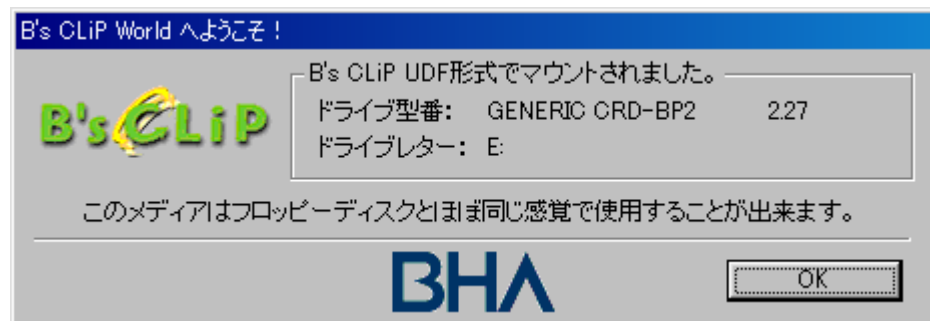 B's CLiP World へようこそ！
B's CLiP UDF形式でマウントされました。
B's CLiP
ドライブ型番： GENERIC CRD-BP2 2.27
ドライブレター： E:
このメディアはフロッピーディスクとほぼ同じ感覚で使用することが出来ます。
BHA
OK